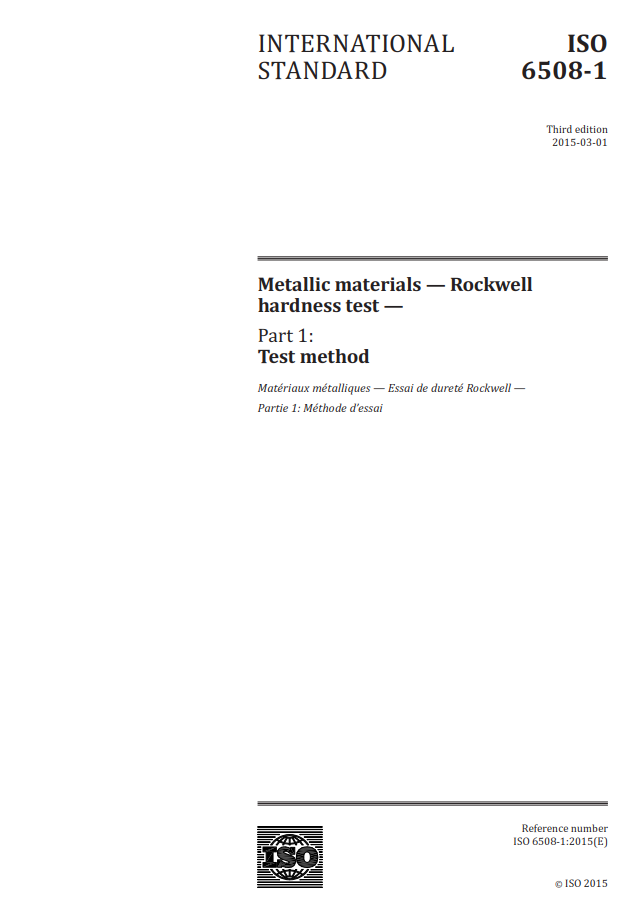 INTERNATIONAL
STANDARD
ISO
6508-1
Third edition
2015-03-01
Metallic materials — Rockwell
hardness test —
Part 1:
Test method
Matériaux métalliques — Essai de dureté Rockwell —
Partie 1: Méthode d'essai
ISO
Reference number
ISO 6508-1:2015(E)
© ISO 2015